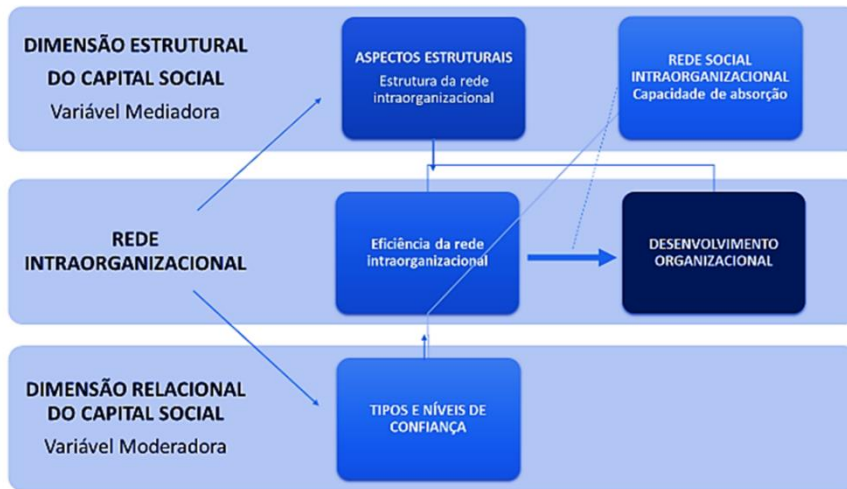 DIMENSÃO ESTRUTURAL
DO CAPITAL SOCIAL
Variável Mediadora
ASPECTOS ESTRUTURAIS
Estrutura da rede
intraorganizacional
REDE SOCIAL
INTRAORGANIZACIONAL
Capacidade de absorção
REDE
INTRAORGANIZACIONAL
Eficiência da rede
intraorganizacional
DESENVOLVIMENTO
ORGANIZACIONAL
DIMENSÃO RELACIONAL
DO CAPITAL SOCIAL
Variável Moderadora
TIPOS E NÍVEIS DE
CONFIANÇA